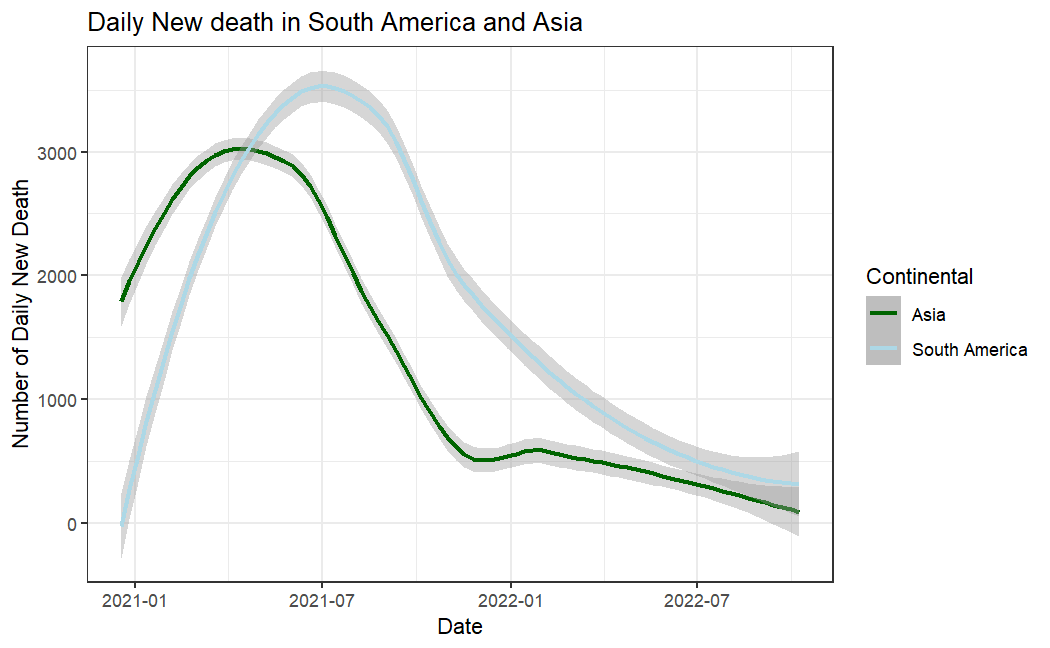 Daily New death in South America and Asia
Number of Daily New Death
3000
2000
1000
0
2021-01
2021-07
2022-01
2022-07
Date
Continental
Asia
South America